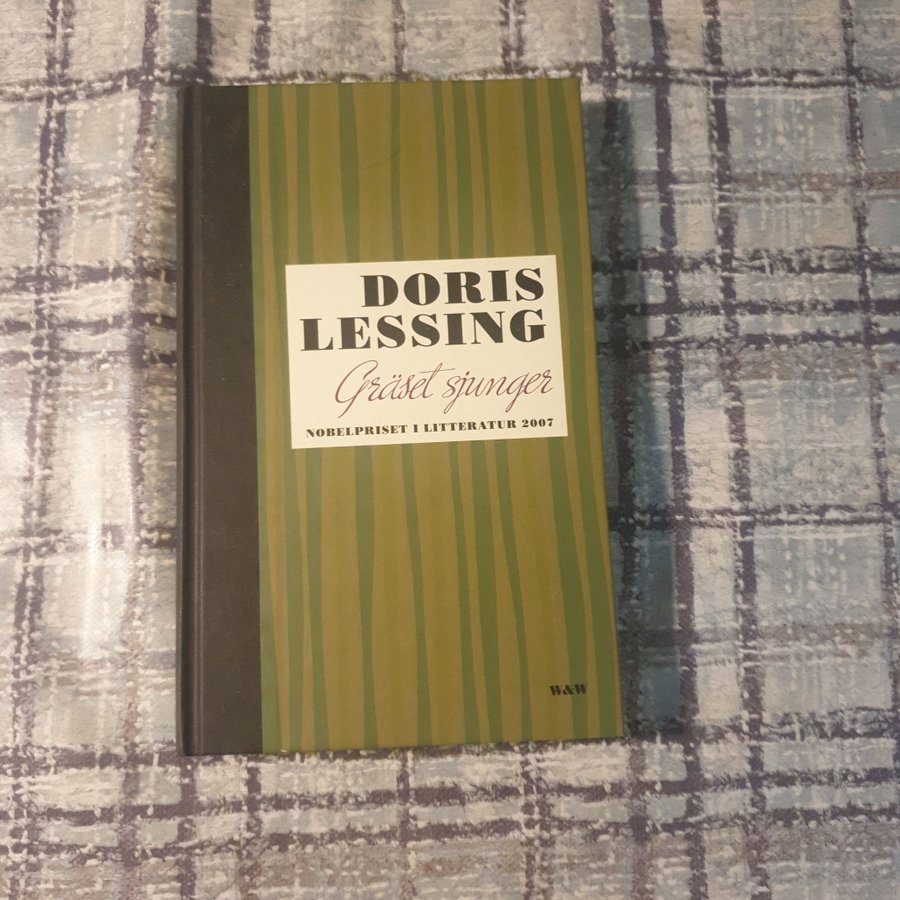 DORIS
LESSING
Gräset sjunger
NOBELPRISET I LITTERATUR 2007
W&W